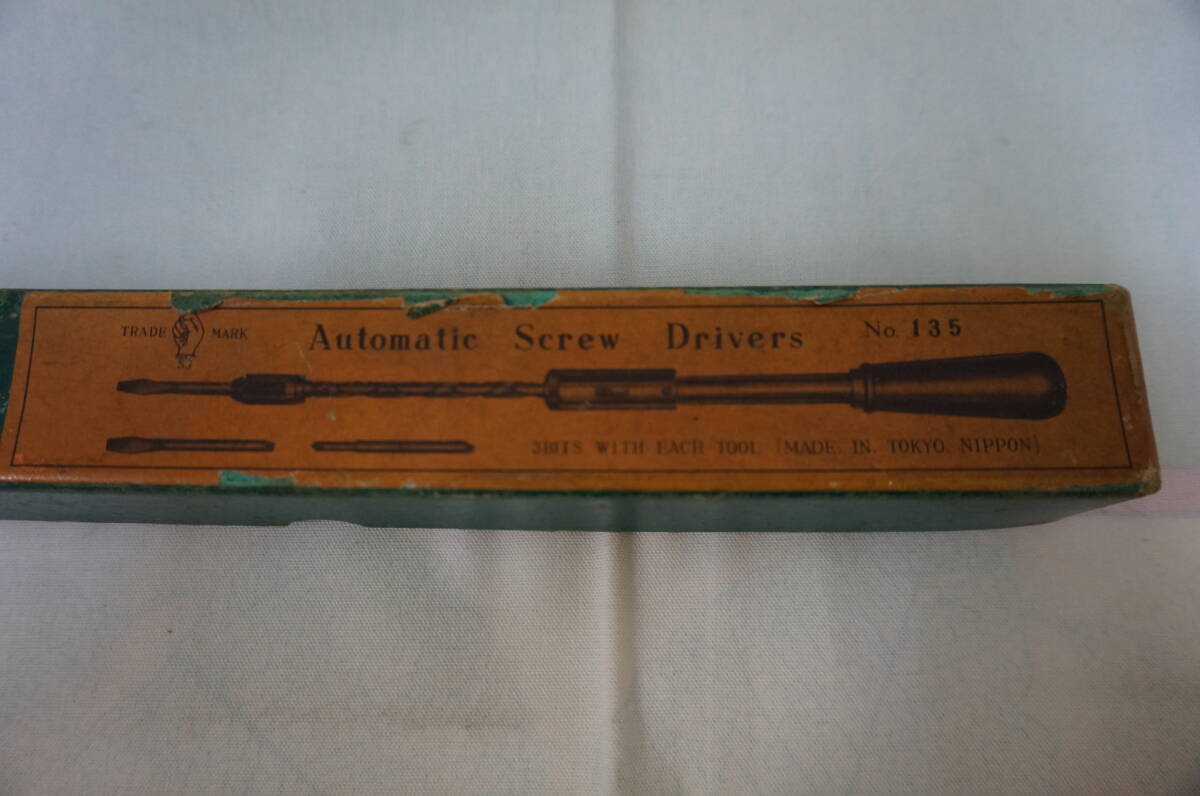 TRADE MARK Automatic Screw Drivers No. 135
3BITS WITH EACH TOOL [MADE. IN. TOKYO. NIPPON]